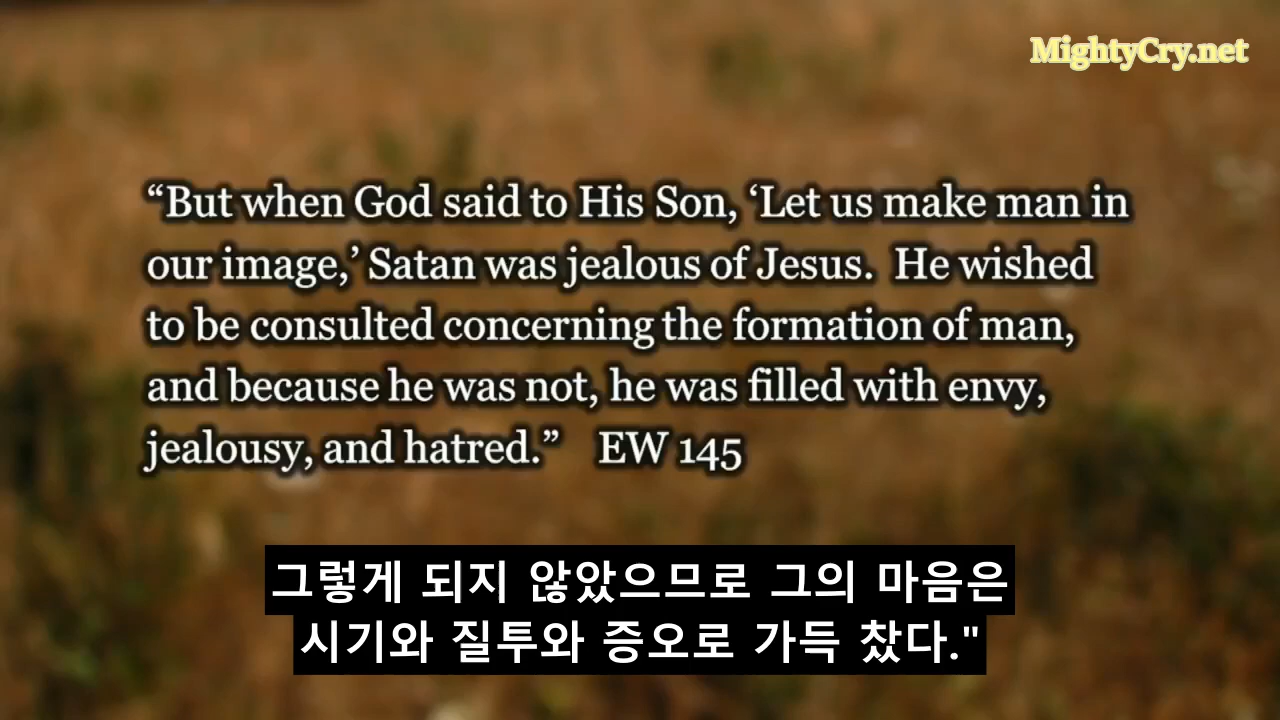 MightyCry.net
“But when God said to His Son, ‘Let us make man in
our image,’ Satan was jealous of Jesus.  He wished
to be consulted concerning the formation of man,
and because he was not, he was filled with envy,
jealousy, and hatred.”    EW 145
그렇게 되지 않았으므로 그의 마음은
시기와 질투와 증오로 가득 찼다."